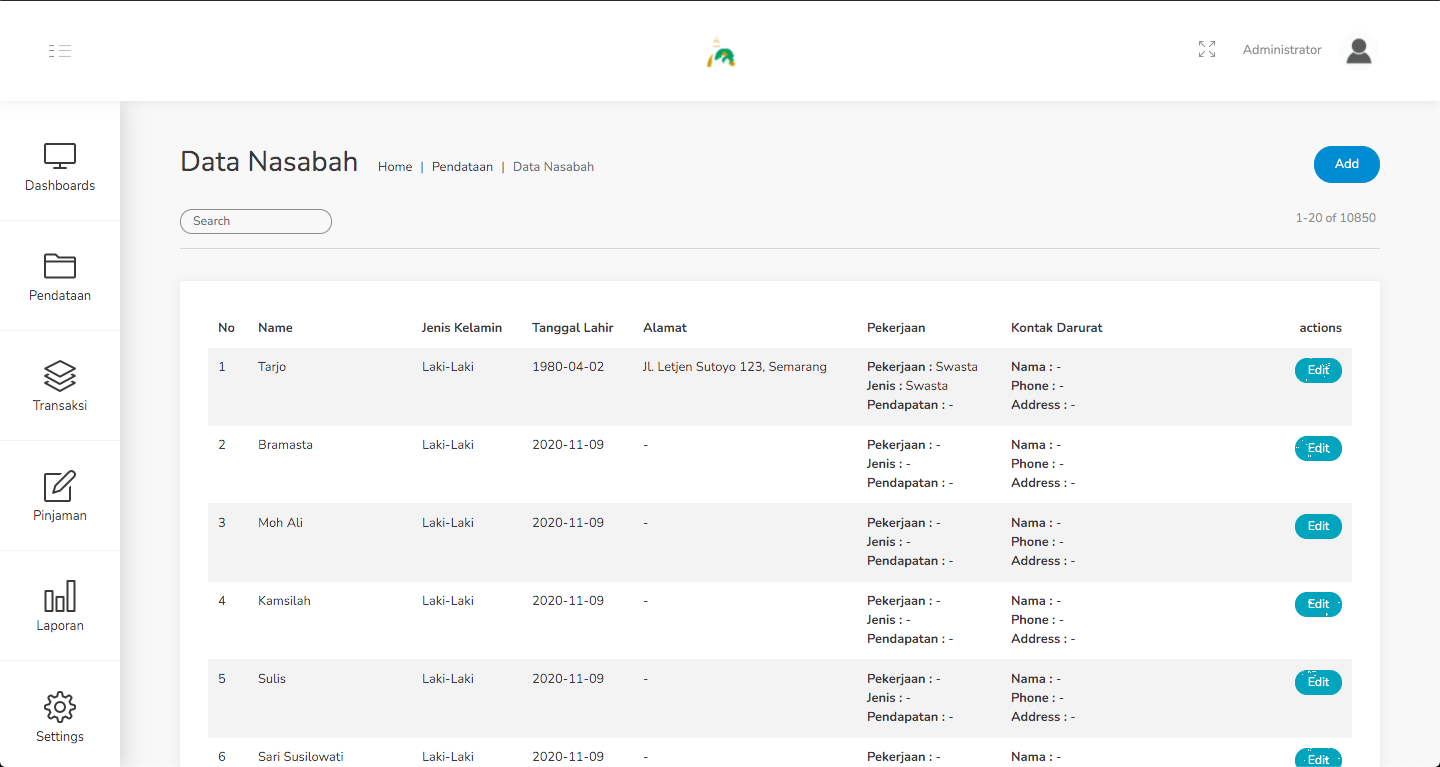 Administrator
Dashboards
Pendataan
Transaksi
Pinjaman
Laporan
Settings
Data Nasabah Home | Pendataan | Data Nasabah Add
Search 1-20 of 10850
No Name Jenis Kelamin Tanggal Lahir Alamat Pekerjaan Kontak Darurat actions
1 Tarjo Laki-Laki 1980-04-02 Jl. Letjen Sutoyo 123, Semarang Pekerjaan : Swasta Nama : - Edit
Jenis : Swasta Phone : -
Pendapatan : - Address : -
2 Bramasta Laki-Laki 2020-11-09 - Pekerjaan : - Nama : - Edit
Jenis : - Phone : -
Pendapatan : - Address : -
3 Moh Ali Laki-Laki 2020-11-09 - Pekerjaan : - Nama : - Edit
Jenis : - Phone : -
Pendapatan : - Address : -
4 Kamsilah Laki-Laki 2020-11-09 - Pekerjaan : - Nama : - Edit
Jenis : - Phone : -
Pendapatan : - Address : -
5 Sulis Laki-Laki 2020-11-09 - Pekerjaan : - Nama : - Edit
Jenis : - Phone : -
Pendapatan : - Address : -
6 Sari Susilowati Laki-Laki 2020-11-09 - Pekerjaan : - Nama : - Edit